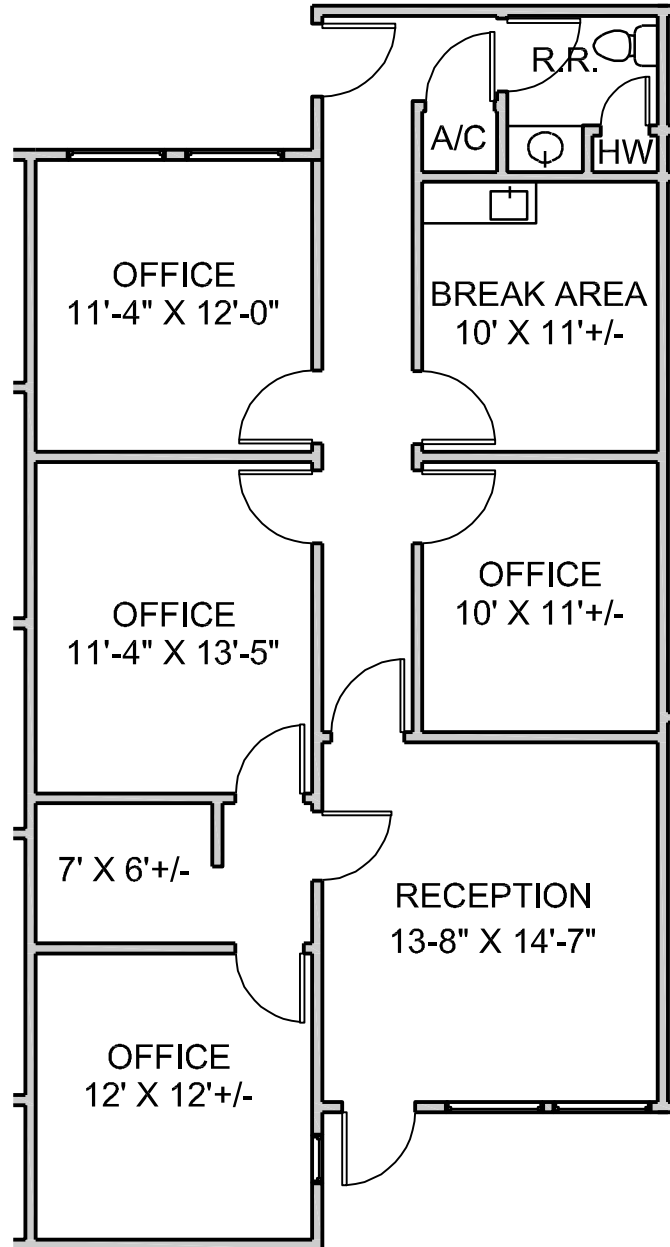 R.R.
A/C
HW
OFFICE
11'-4" X 12'-0"
BREAK AREA
10' X 11'+/-
OFFICE
11'-4" X 13'-5"
OFFICE
10' X 11'+/-
7' X 6'+/-
RECEPTION
13-8" X 14'-7"
OFFICE
12' X 12'+/-